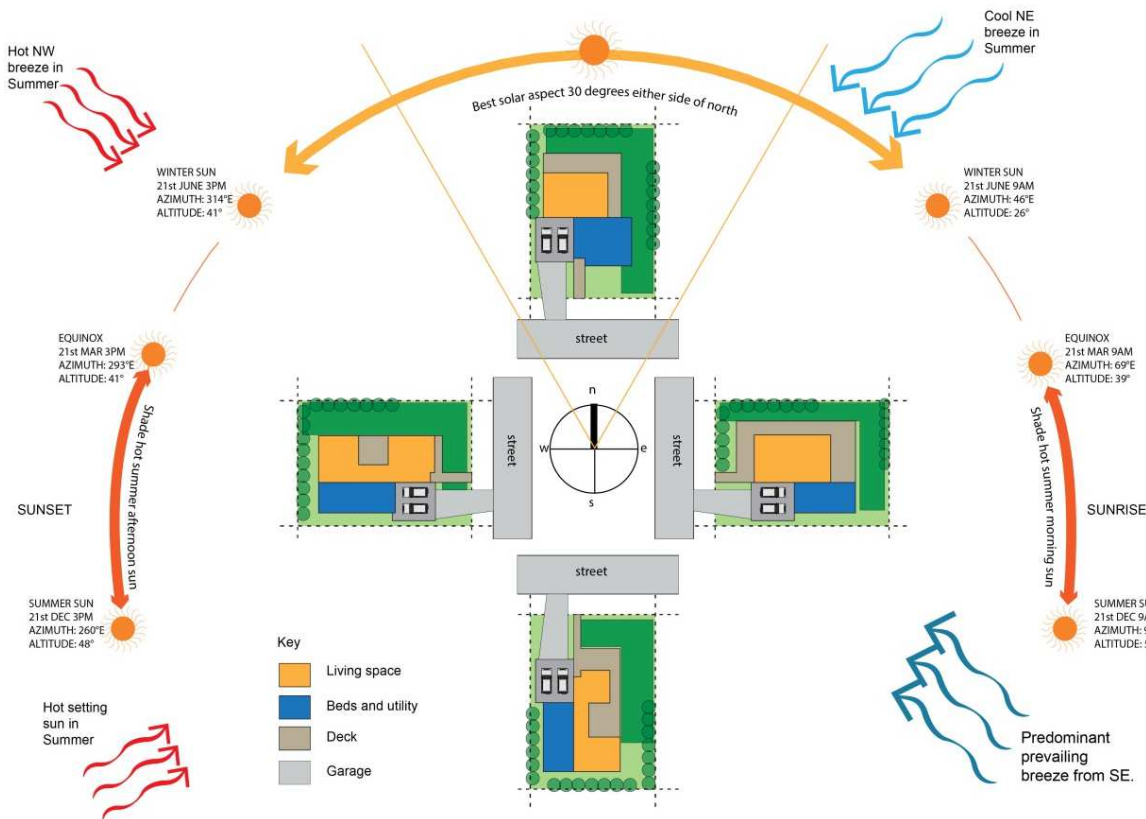 Hot NW
breeze in
Summer
Cool NE
breeze in
Summer
Best solar aspect 30 degrees either side of north
WINTER SUN
21st JUNE 3PM
AZIMUTH: 314°E
ALTITUDE: 41°
WINTER SUN
21st JUNE 9AM
AZIMUTH: 46°E
ALTITUDE: 26°
street
EQUINOX
21st MAR 3PM
AZIMUTH: 293°E
ALTITUDE: 41°
EQUINOX
21st MAR 9AM
AZIMUTH: 69°E
ALTITUDE: 39°
Shade hot summer afternoon sun
street
n
w
e
s
street
Shade hot summer morning sun
SUNSET
SUNRISE
street
SUMMER SUN
21st DEC 3PM
AZIMUTH: 260°E
ALTITUDE: 48°
SUMMER
21st DEC
AZIMUTH:
ALTITUDE:
Key
Living space
Beds and utility
Deck
Garage
Hot setting
sun in
Summer
Predominant
prevailing
breeze from SE.